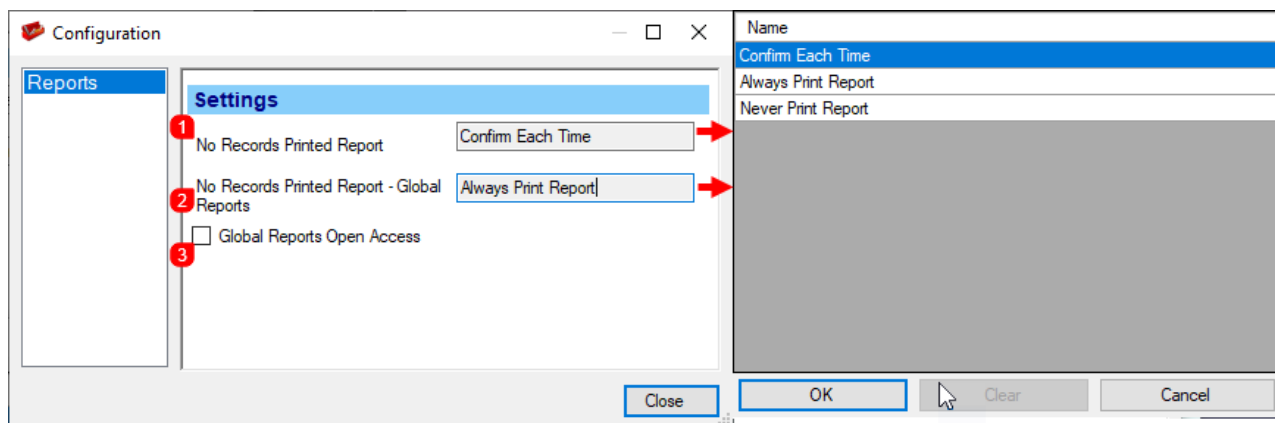 Configuration
Reports
Settings
1
No Records Printed Report
Confirm Each Time
No Records Printed Report - Global
Reports
2
Always Print Report
Global Reports Open Access
3
Close
Name
Confirm Each Time
Always Print Report
Never Print Report
OK
Clear
Cancel